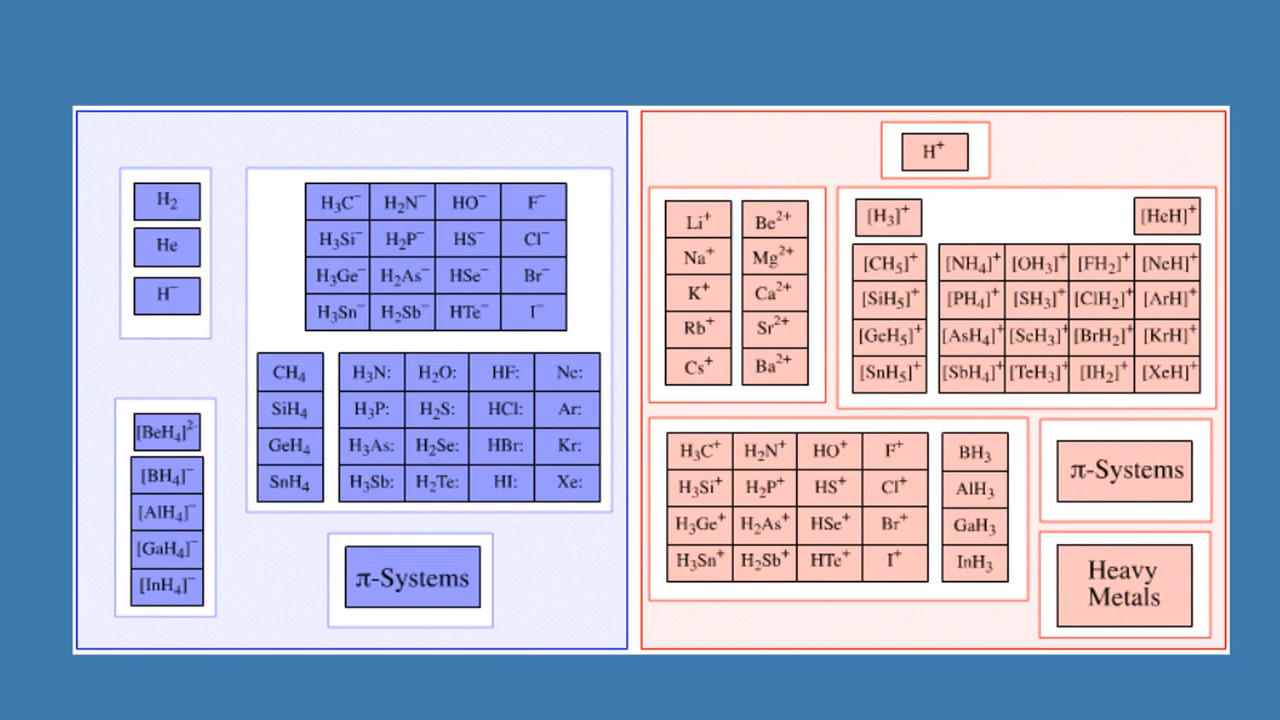 H₂
He
H⁻
H₃C⁻ H₂N⁻ HO⁻ F⁻
H₃Si⁻ H₂P⁻ HS⁻ Cl⁻
H₃Ge⁻ H₂As⁻ HSe⁻ Br⁻
H₃Sn⁻ H₂Sb⁻ HTe⁻ I⁻
CH₄ H₃N: H₂O: HF: Ne:
SiH₄ H₃P: H₂S: HCl: Ar:
GeH₄ H₃As: H₂Se: HBr: Kr:
SnH₄ H₃Sb: H₂Te: HI: Xe:
[BeH₄]²⁻
[BH₄]⁻
[AlH₄]⁻
[GaH₄]⁻
[InH₄]⁻
π-Systems
H⁺
Li⁺ Be²⁺
Na⁺ Mg²⁺
K⁺ Ca²⁺
Rb⁺ Sr²⁺
Cs⁺ Ba²⁺
[H₃]⁺ [HeH]⁺
[CH₅]⁺ [NH₄]⁺ [OH₃]⁺ [FH₂]⁺ [NeH]⁺
[SiH₅]⁺ [PH₄]⁺ [SH₃]⁺ [ClH₂]⁺ [ArH]⁺
[GeH₅]⁺ [AsH₄]⁺ [SeH₃]⁺ [BrH₂]⁺ [KrH]⁺
[SnH₅]⁺ [SbH₄]⁺ [TeH₃]⁺ [IH₂]⁺ [XeH]⁺
H₃C⁺ H₂N⁺ HO⁺ F⁺ BH₃
H₃Si⁺ H₂P⁺ HS⁺ Cl⁺ AlH₃
H₃Ge⁺ H₂As⁺ HSe⁺ Br⁺ GaH₃
H₃Sn⁺ H₂Sb⁺ HTe⁺ I⁺ InH₃
π-Systems
Heavy
Metals